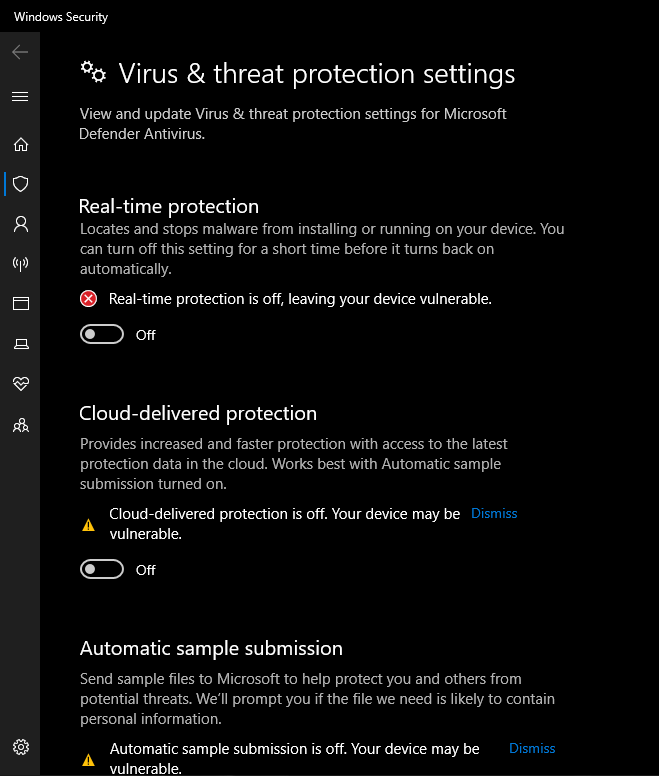 Windows Security
Virus & threat protection settings
View and update Virus & threat protection settings for Microsoft
Defender Antivirus.
Real-time protection
Locates and stops malware from installing or running on your device. You
can turn off this setting for a short time before it turns back on
automatically.
Real-time protection is off, leaving your device vulnerable.
Off
Cloud-delivered protection
Provides increased and faster protection with access to the latest
protection data in the cloud. Works best with Automatic sample
submission turned on.
Cloud-delivered protection is off. Your device may be Dismiss
vulnerable.
Off
Automatic sample submission
Send sample files to Microsoft to help protect you and others from
potential threats. We'll prompt you if the file we need is likely to contain
personal information.
Automatic sample submission is off. Your device may be Dismiss
vulnerable.